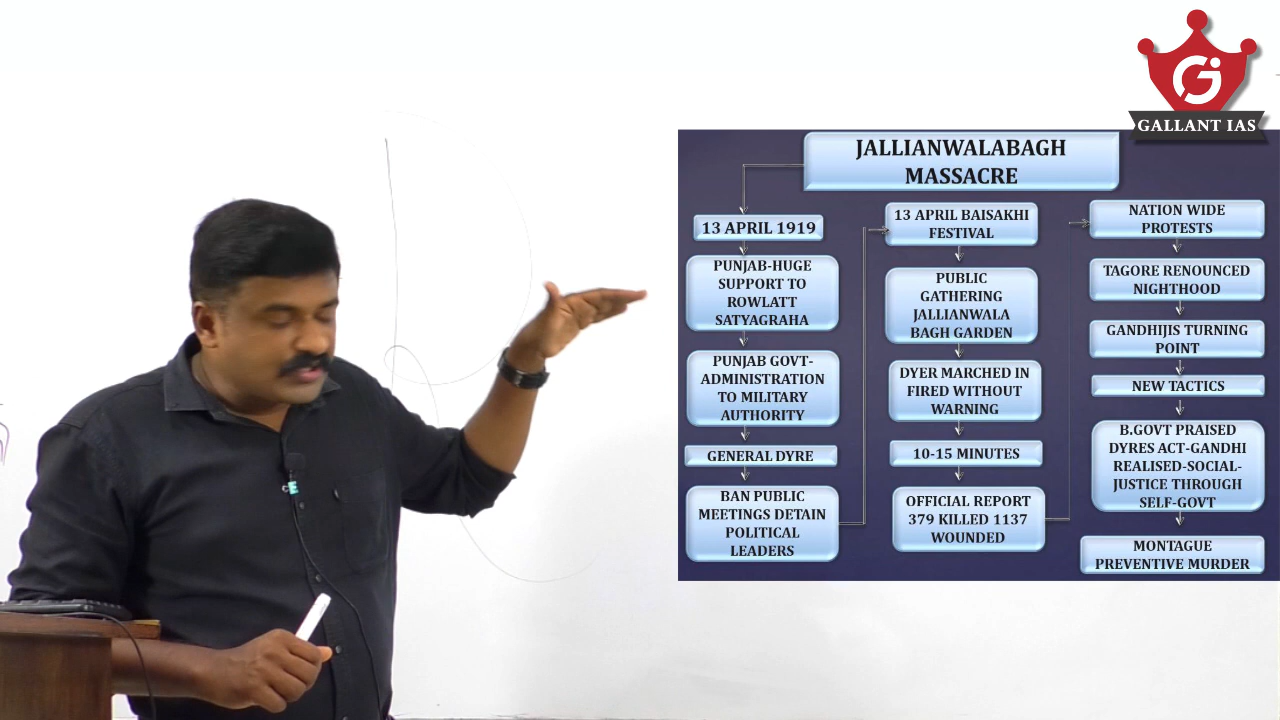 GALLANT IAS
JALLIANWALABAGH
MASSACRE
13 APRIL 1919
PUNJAB-HUGE
SUPPORT TO
ROWLATT
SATYAGRAHA
PUNJAB GOVT-
ADMINISTRATION
TO MILITARY
AUTHORITY
GENERAL DYRE
BAN PUBLIC
MEETINGS DETAIN
POLITICAL
LEADERS
13 APRIL BAISAKHI
FESTIVAL
PUBLIC
GATHERING
JALLIANWALA
BAGH GARDEN
DYER MARCHED IN
FIRED WITHOUT
WARNING
10-15 MINUTES
OFFICIAL REPORT
379 KILLED 1137
WOUNDED
NATION WIDE
PROTESTS
TAGORE RENOUNCED
NIGHTHOOD
GANDHIJIS TURNING
POINT
NEW TACTICS
B.GOVT PRAISED
DYRES ACT-GANDHI
REALISED-SOCIAL-
JUSTICE THROUGH
SELF-GOVT
MONTAGUE
PREVENTIVE MURDER